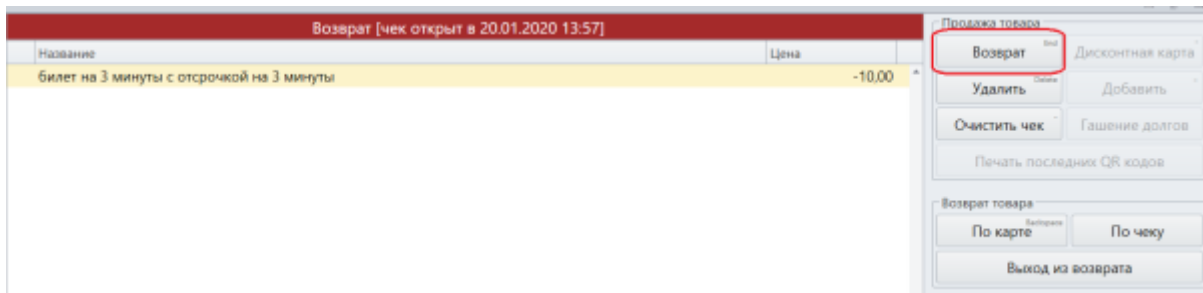 Возврат [чек открыт в 20.01.2020 13:57]
Название Цена
билет на 3 минуты с отсрочкой на 3 минуты -10,00
Продажа товара
Возврат End Дисконтная карта
Удалить Delete Добавить
Очистить чек Гашение долгов
Печать последних QR кодов
Возврат товара
По карте Backspace По чеку
Выход из возврата